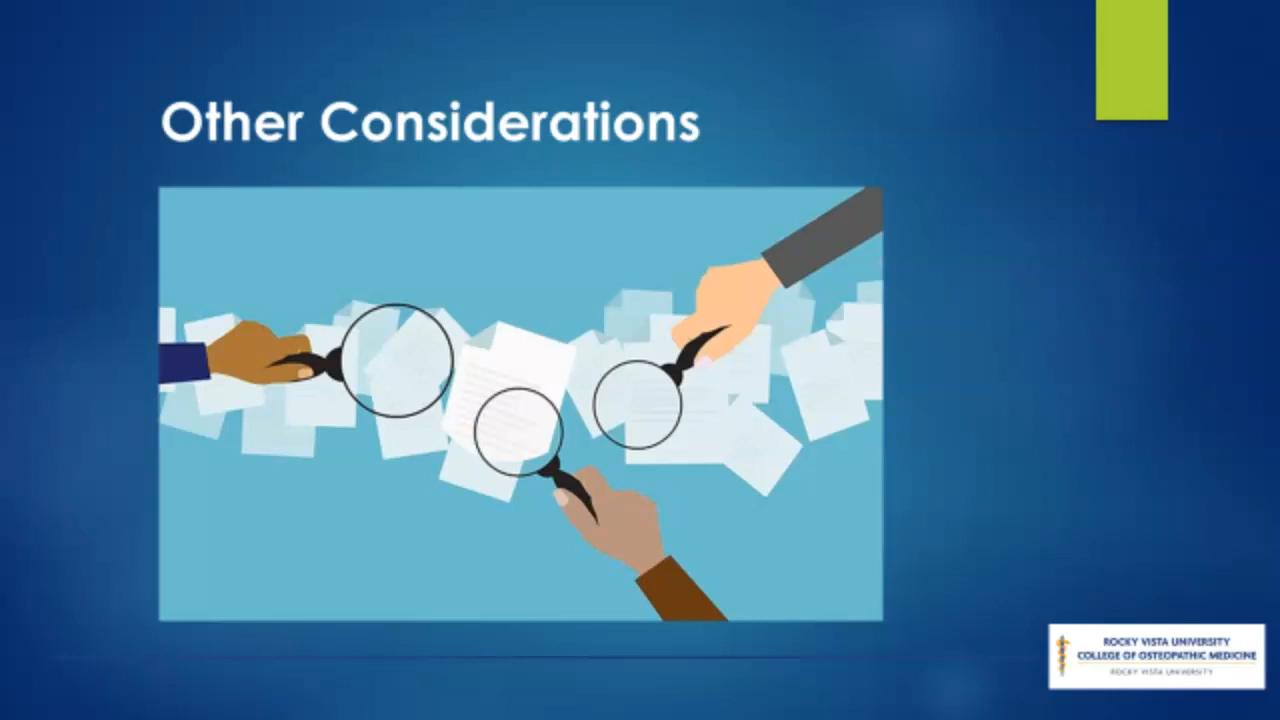 Other Considerations
ROCKY VISTA UNIVERSITY
COLLEGE OF OSTEOPATHIC MEDICINE
ROCKY VISTA UNIVERSITY